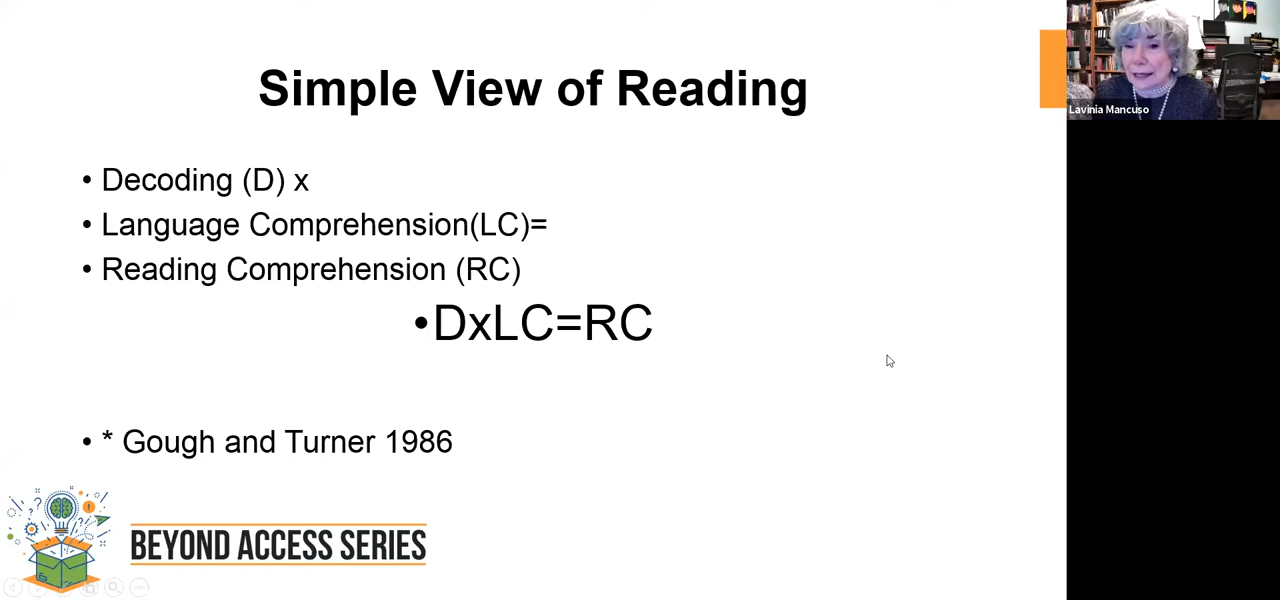 Simple View of Reading
• Decoding (D) x
• Language Comprehension(LC)=
• Reading Comprehension (RC)
•DxLC=RC
• * Gough and Turner 1986
BEYOND ACCESS SERIES
Lavinia Mancuso